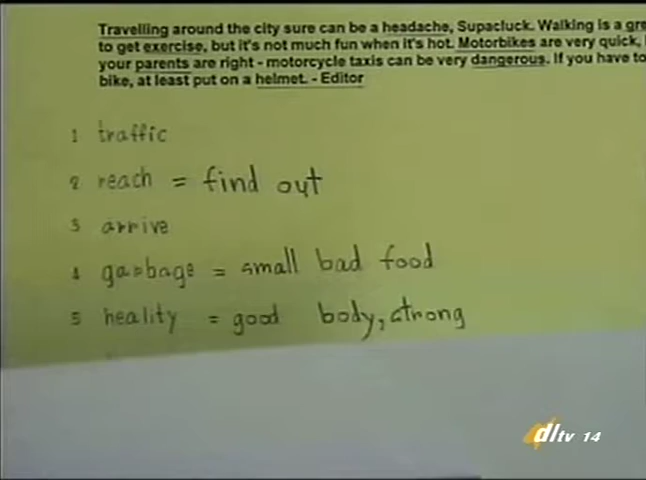 Travelling around the city sure can be a headache, Supacluck. Walking is a
to get exercise, but it's not much fun when it's hot. Motorbikes are very quick,
your parents are right - motorcycle taxis can be very dangerous. If you have to
bike, at least put on a helmet. - Editor
1 traffic
2 reach = find out
3 arrive
4 garbage = small bad food
5 heality = good body, strong
dltv 14